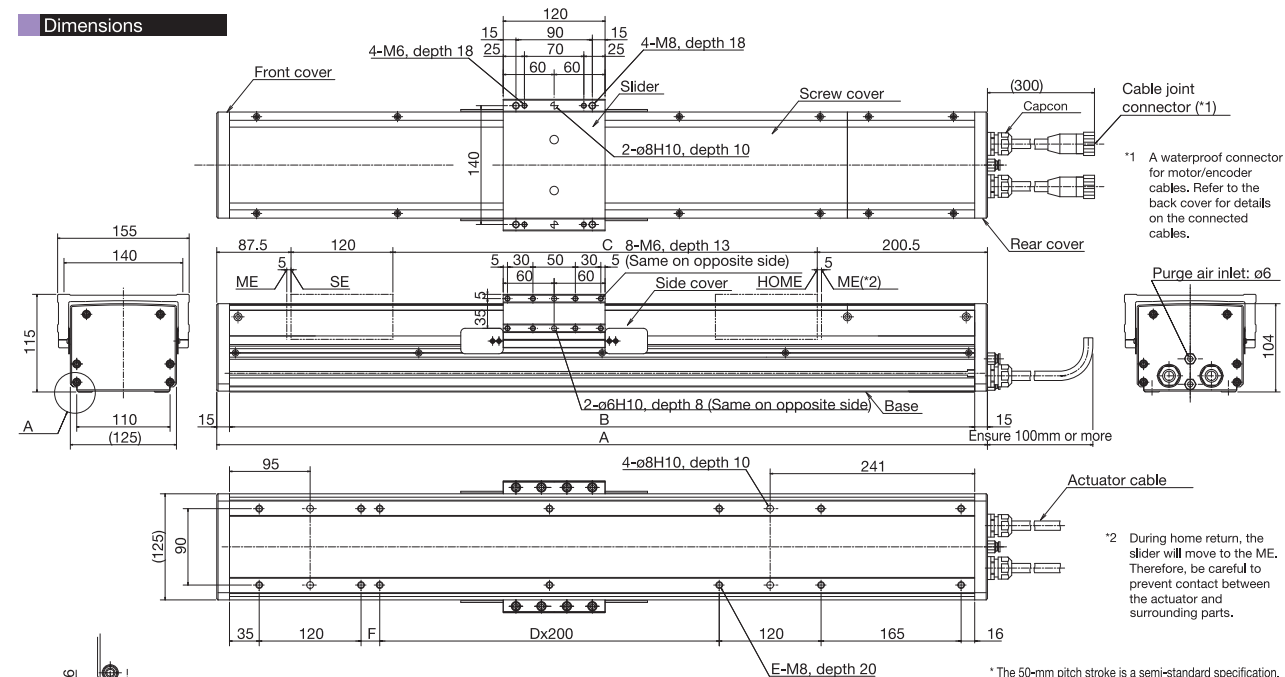 Dimensions
120
15 90 15
4-M6, depth 18 25 70 25 4-M8, depth 18
60 60
Front cover
Slider
Screw cover
(300)
Capcon
Cable joint
connector (*1)
140
2-ø8H10, depth 10
*1 A waterproof connector
for motor/encoder
cables. Refer to the
back cover for details
on the connected
cables.
Rear cover
155
140
87.5 120 C 8-M6, depth 13 200.5
(Same on opposite side)
5 5 30 50 30 5 5
ME SE 60 60 HOME ME(*2)
Side cover
Purge air inlet: ø6
115
5
35
104
2-ø6H10, depth 8 (Same on opposite side)
Base
A
110
(125)
15 B 15
A
Ensure 100mm or more
95
4-ø8H10, depth 10
241
Actuator cable
(125)
90
*2 During home return, the
slider will move to the ME.
Therefore, be careful to
prevent contact between
the actuator and
surrounding parts.
35 120 F Dx200 120 165 16
E-M8, depth 20
6
* The 50-mm pitch stroke is a semi-standard specification.